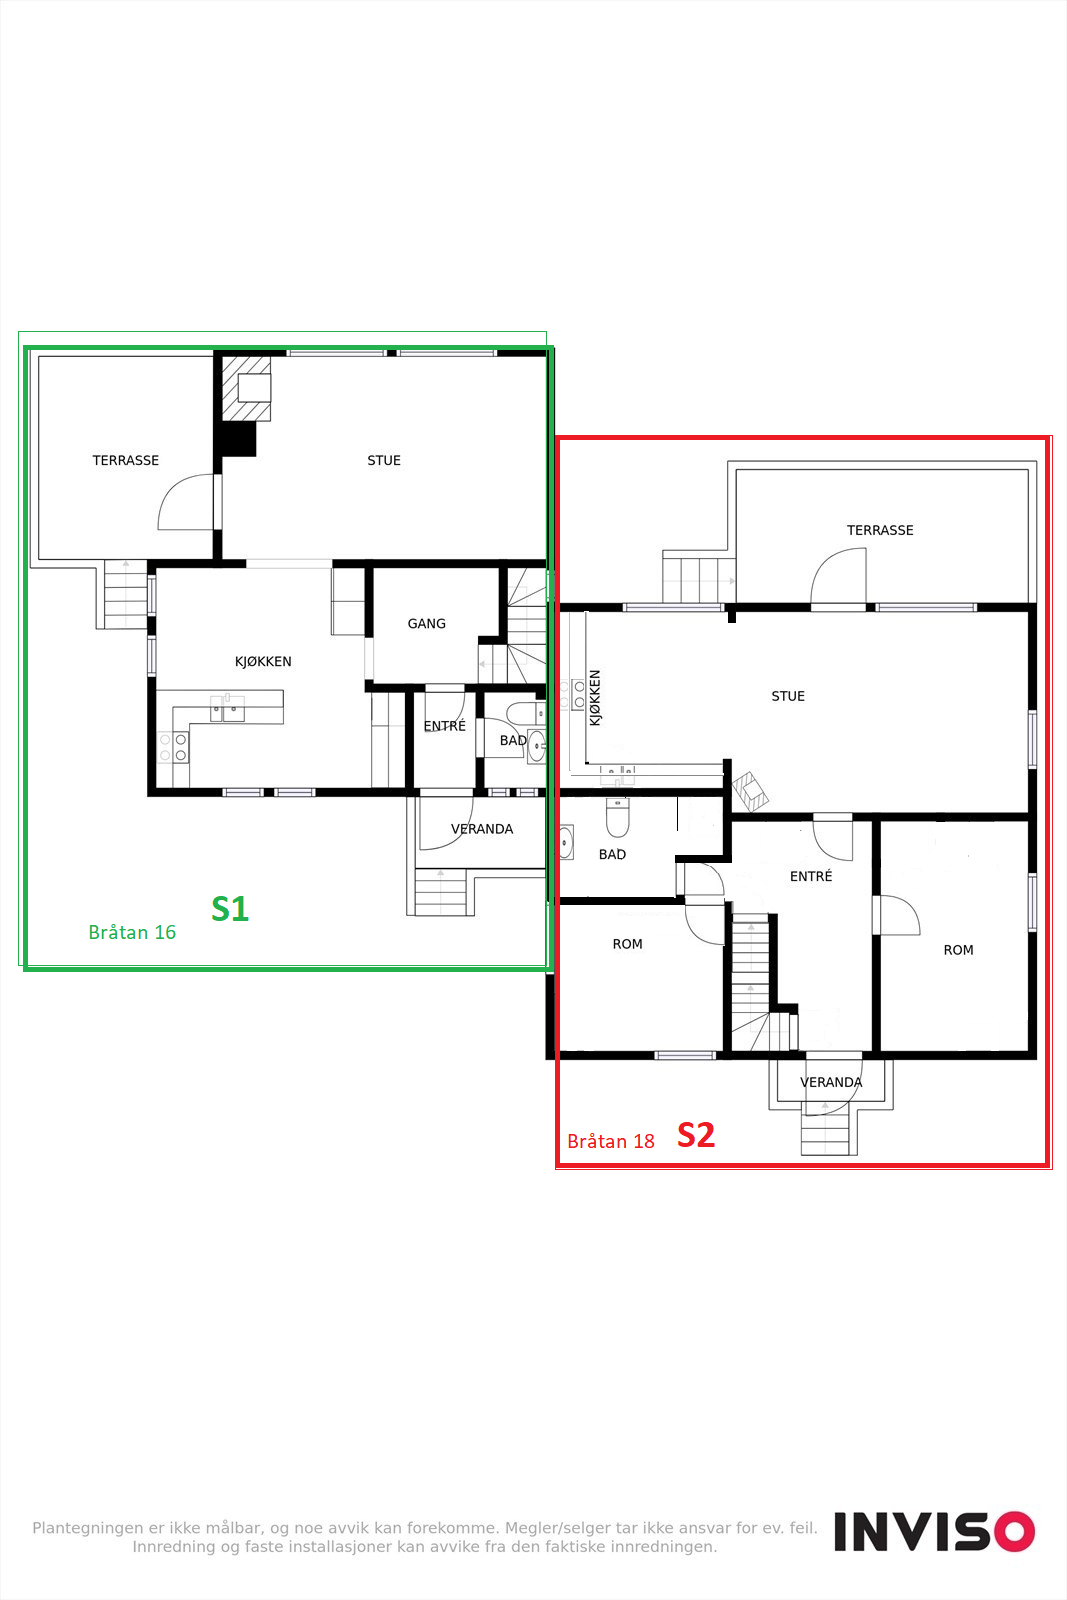 TERRASSE
STUE
GANG
KJØKKEN
ENTRÉ
BAD
VERANDA
S1
Bråtan 16
TERRASSE
KJØKKEN
STUE
BAD
ENTRÉ
ROM
ROM
VERANDA
Bråtan 18
S2
Plantegningen er ikke målbar, og noe avvik kan forekomme. Megler/selger tar ikke ansvar for ev. feil.
Innredning og faste installasjoner kan avvike fra den faktiske innredningen.
INVISO